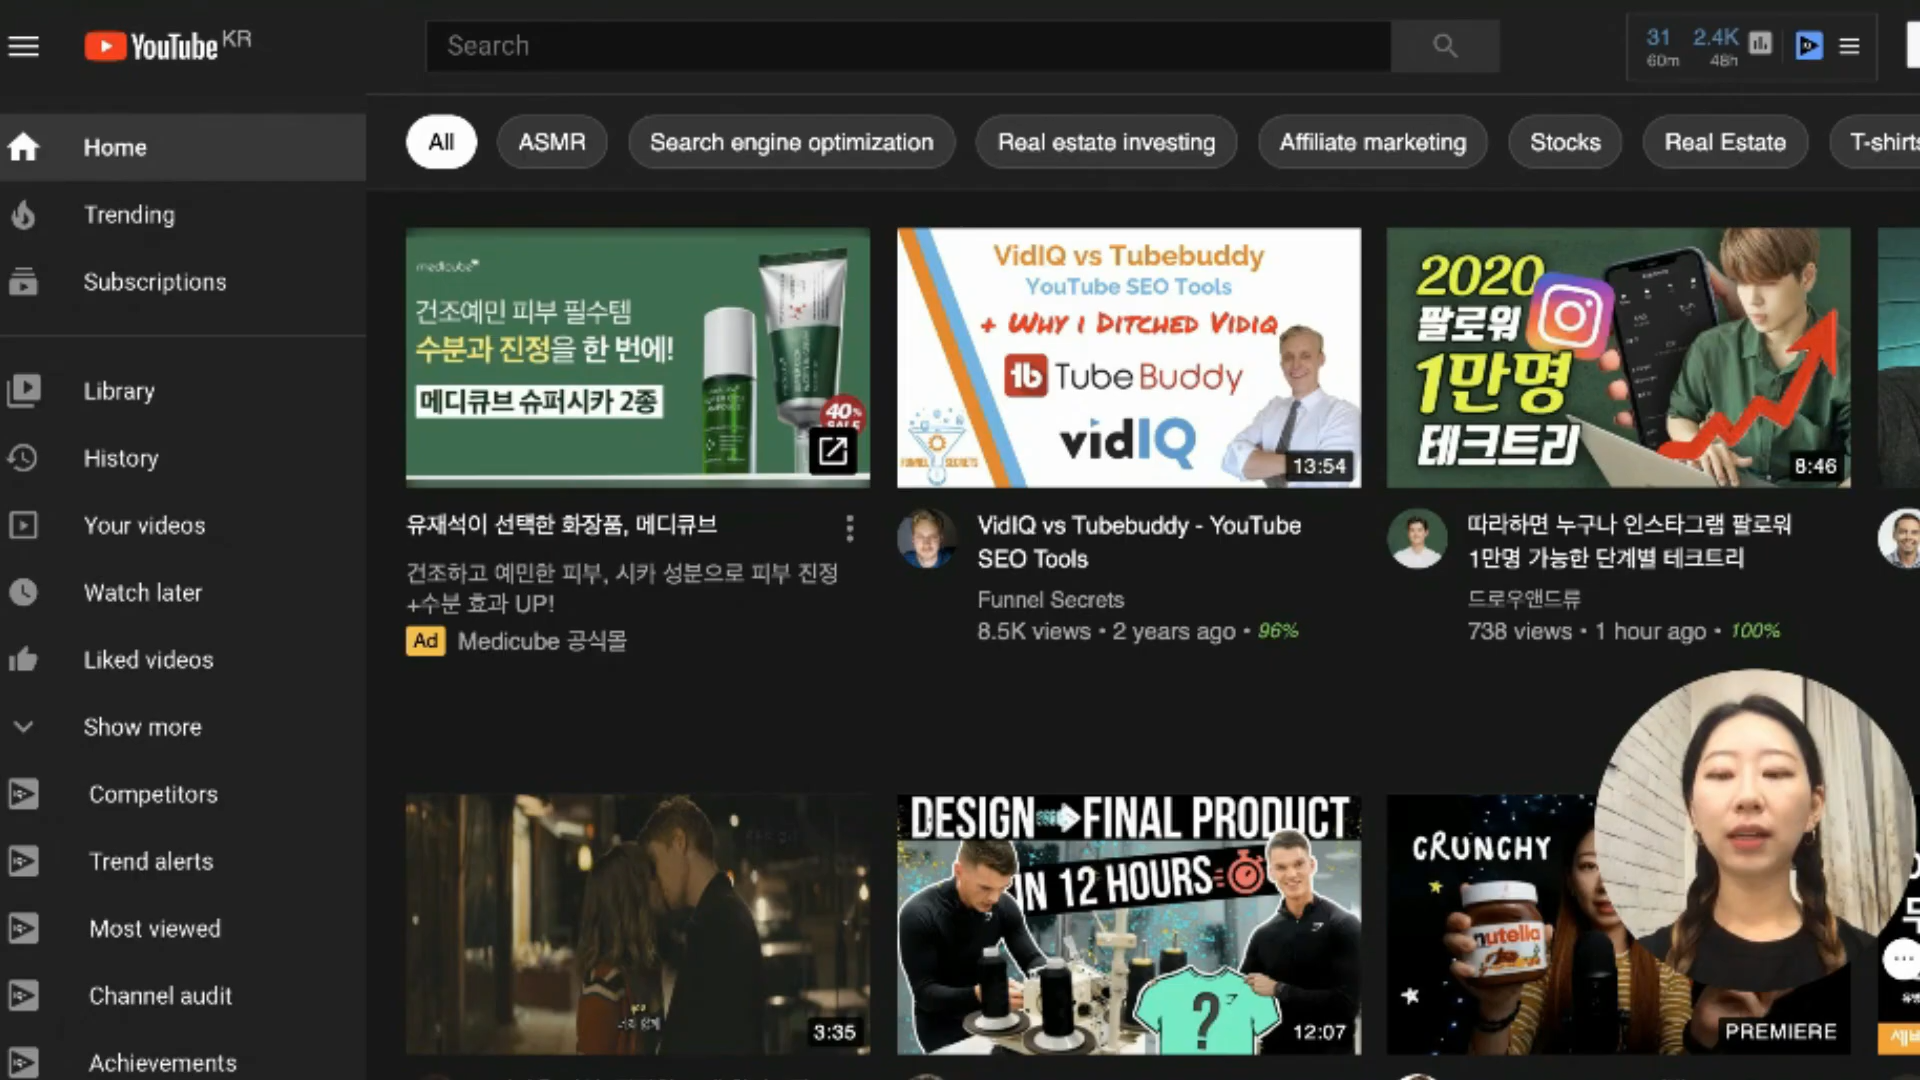 YouTube KR
Search
31 2.4K
60m 48h
Home
Trending
Subscriptions
Library
History
Your videos
Watch later
Liked videos
Show more
Competitors
Trend alerts
Most viewed
Channel audit
Achievements
All
ASMR
Search engine optimization
Real estate investing
Affiliate marketing
Stocks
Real Estate
T-shirts
medicube
건조예민 피부 필수템
수분과 진정을 한 번에!
메디큐브 슈퍼시카 2종
40%
SALE
유재석이 선택한 화장품, 메디큐브
건조하고 예민한 피부, 시카 성분으로 피부 진정
+수분 효과 UP!
Ad Medicube 공식몰
VidIQ vs Tubebuddy
YouTube SEO Tools
+ WHY I DITCHED VIDIQ
tb TubeBuddy
vidIQ
FUNNEL SECRETS
13:54
VidIQ vs Tubebuddy - YouTube
SEO Tools
Funnel Secrets
8.5K views • 2 years ago • 96%
2020
팔로워
1만명
테크트리
8:46
따라하면 누구나 인스타그램 팔로워
1만명 가능한 단계별 테크트리
드로우앤드류
738 views • 1 hour ago • 100%
3:35
DESIGN FINAL PRODUCT
IN 12 HOURS
?
12:07
CRUNCHY
nutella
PREMIERE